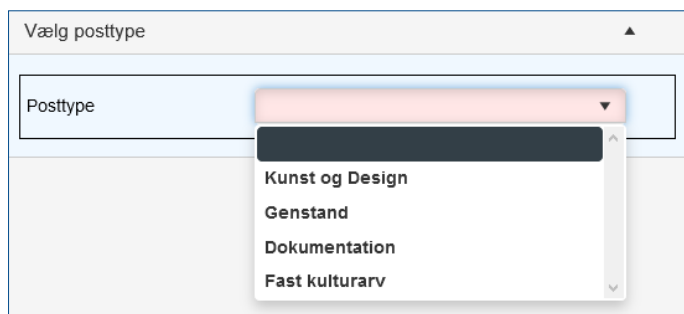 Vælg posttype
Posttype
Kunst og Design
Genstand
Dokumentation
Fast kulturarv